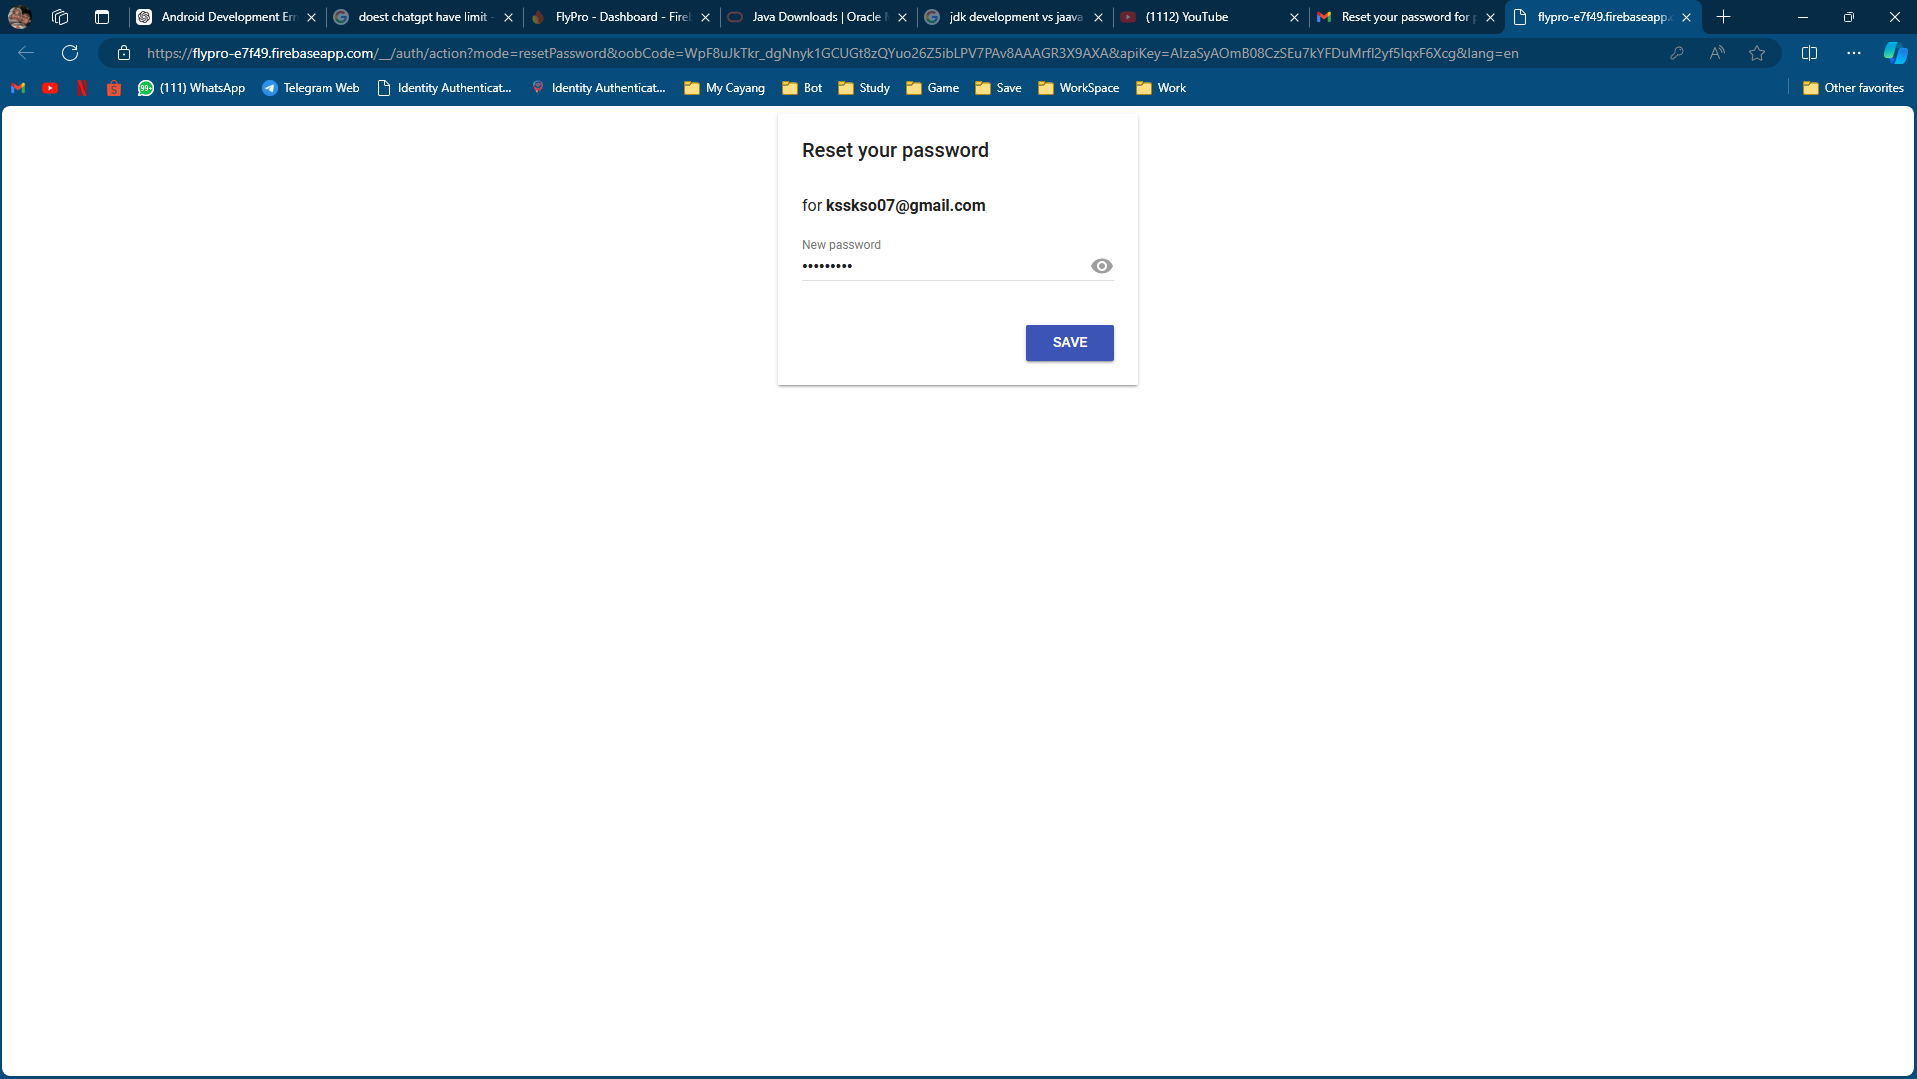 Android Development Err
doest chatgpt have limit -
FlyPro - Dashboard - Fireb
Java Downloads | Oracle
jdk development vs jaava
(1112) YouTube
Reset your password for
flypro-e7f49.firebaseapp.
https://flypro-e7f49.firebaseapp.com/__/auth/action?mode=resetPassword&oobCode=WpF8uJkTkr_dgNnyk1GCUGt8zQYuo26Z5ibLPV7PAv8AAAGR3X9AXA&apiKey=AIzaSyAOmB08CzSEu7kYFDuMrfl2yf5IqxF6Xcg&lang=en
(111) WhatsApp
Telegram Web
Identity Authenticat...
Identity Authenticat...
My Cayang
Bot
Study
Game
Save
WorkSpace
Work
Other favorites
Reset your password
for ksskso07@gmail.com
New password
•••••••••
SAVE